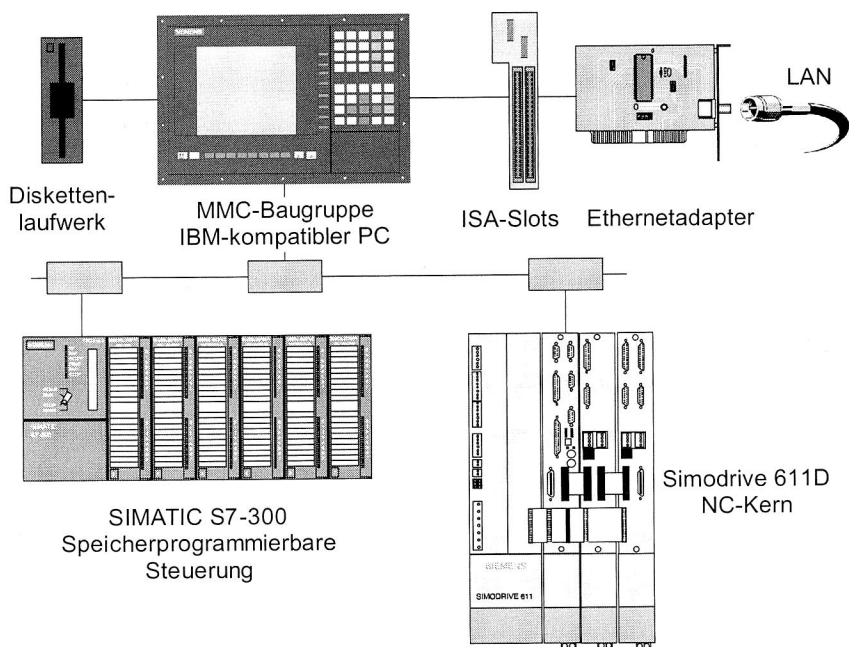 SIEMENS
LAN
Disketten-
laufwerk
MMC-Baugruppe
IBM-kompatibler PC
ISA-Slots
Ethernetadapter
SIMATIC S7-300
Speicherprogrammierbare
Steuerung
Simodrive 611D
NC-Kern
SIEMENS
SIMODRIVE 611